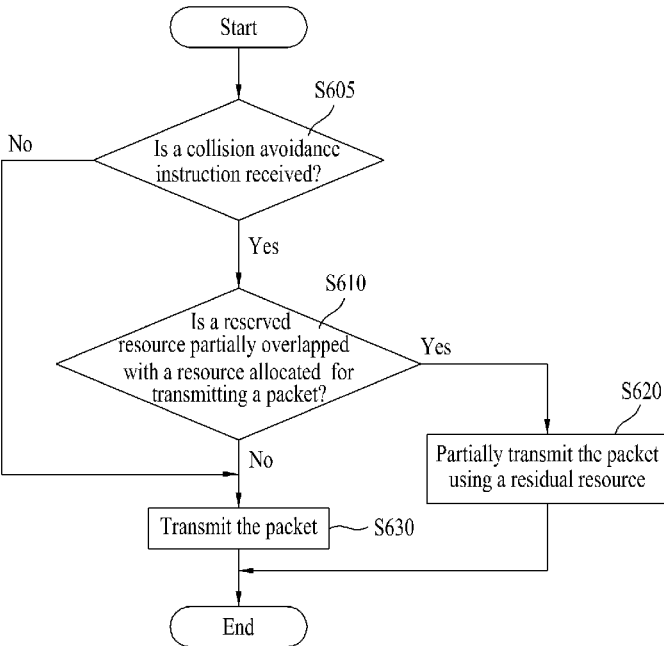 Start
S605
No
Is a collision avoidance
instruction received?
Yes
S610
Is a reserved
resource partially overlapped
with a resource allocated for
transmitting a packet?
Yes
S620
Partially transmit the packet
using a residual resource
No
Transmit the packet
S630
End